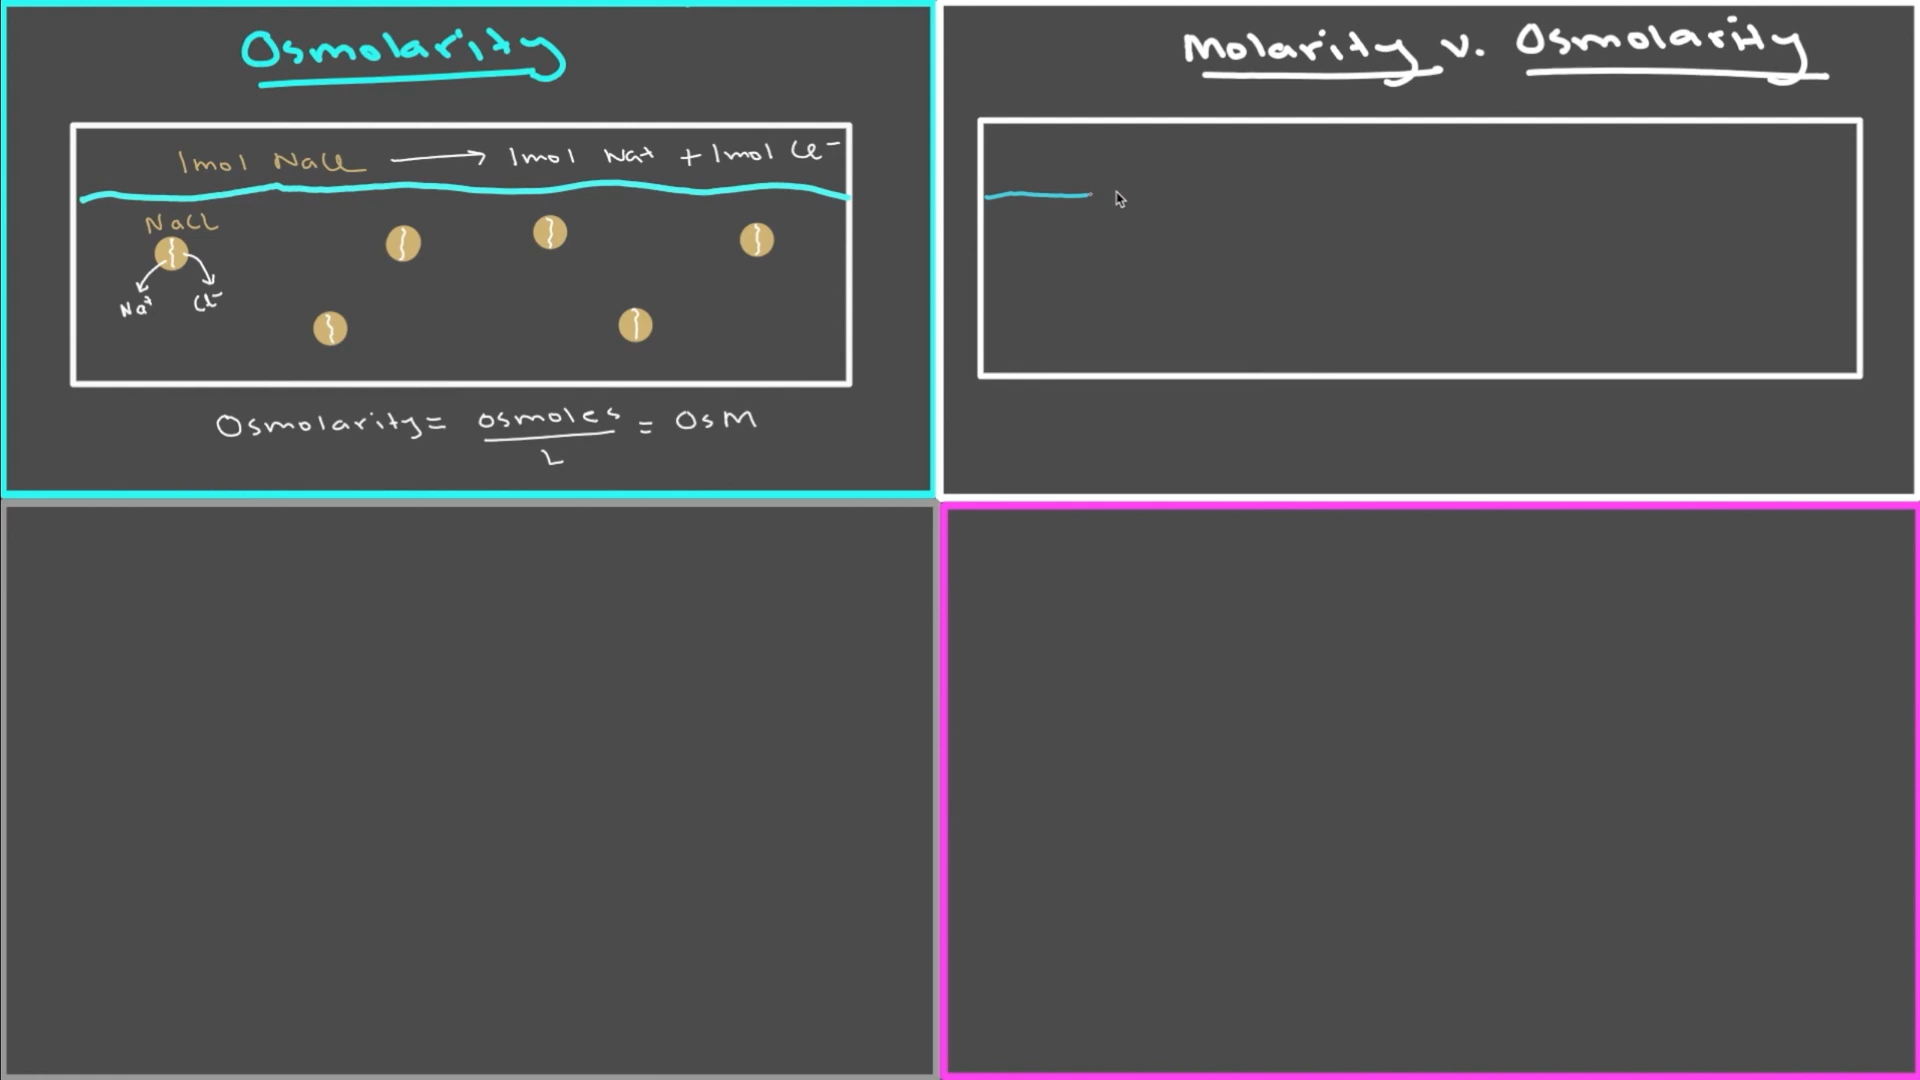 Osmolarity
1mol NaCl → 1mol Na⁺ + 1mol Cl⁻
NaCl
Na⁺ Cl⁻
Osmolarity = osmoles / L = OsM
Molarity v. Osmolarity